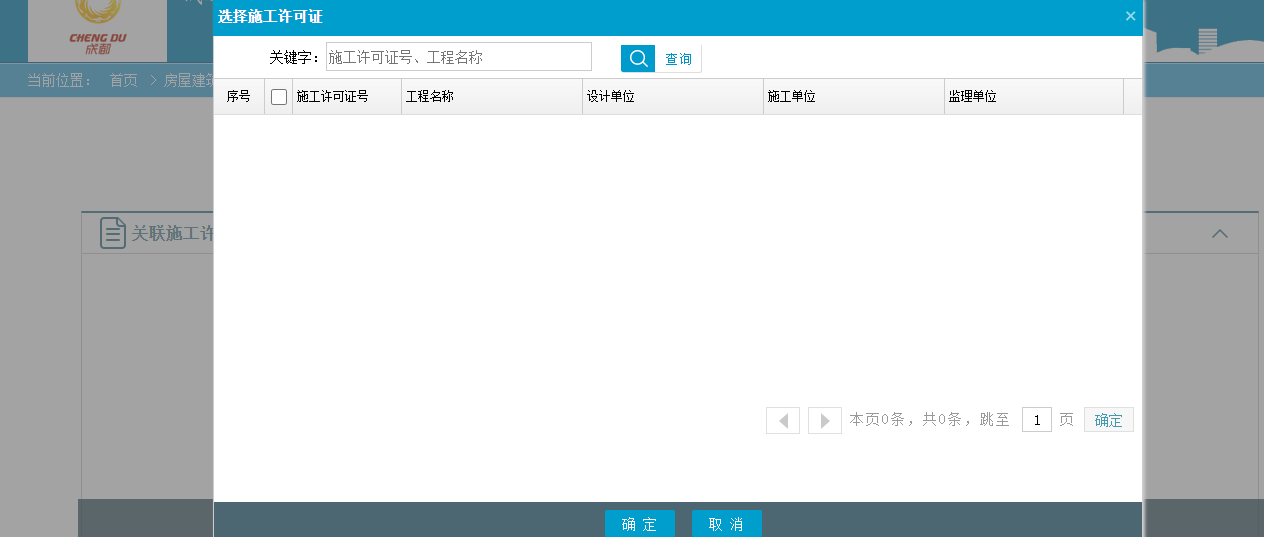 选择施工许可证
×
CHENG DU
成都
关键字： 施工许可证号、工程名称 查询
当前位置： 首页 > 房屋建筑
序号 施工许可证号 工程名称 设计单位 施工单位 监理单位
关联施工许
本页0条，共0条，跳至 1 页 确定
确 定 取 消